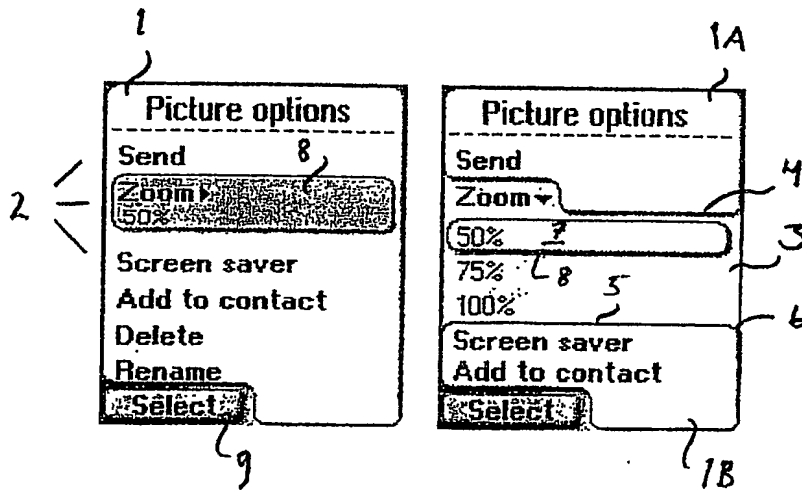 1
Picture options
Send
8
Zoom
50%
2
Screen saver
Add to contact
Delete
Rename
Select
9
1A
Picture options
Send
4
Zoom
50% 7
3
75% 8
100% 5
6
Screen saver
Add to contact
Select
1B